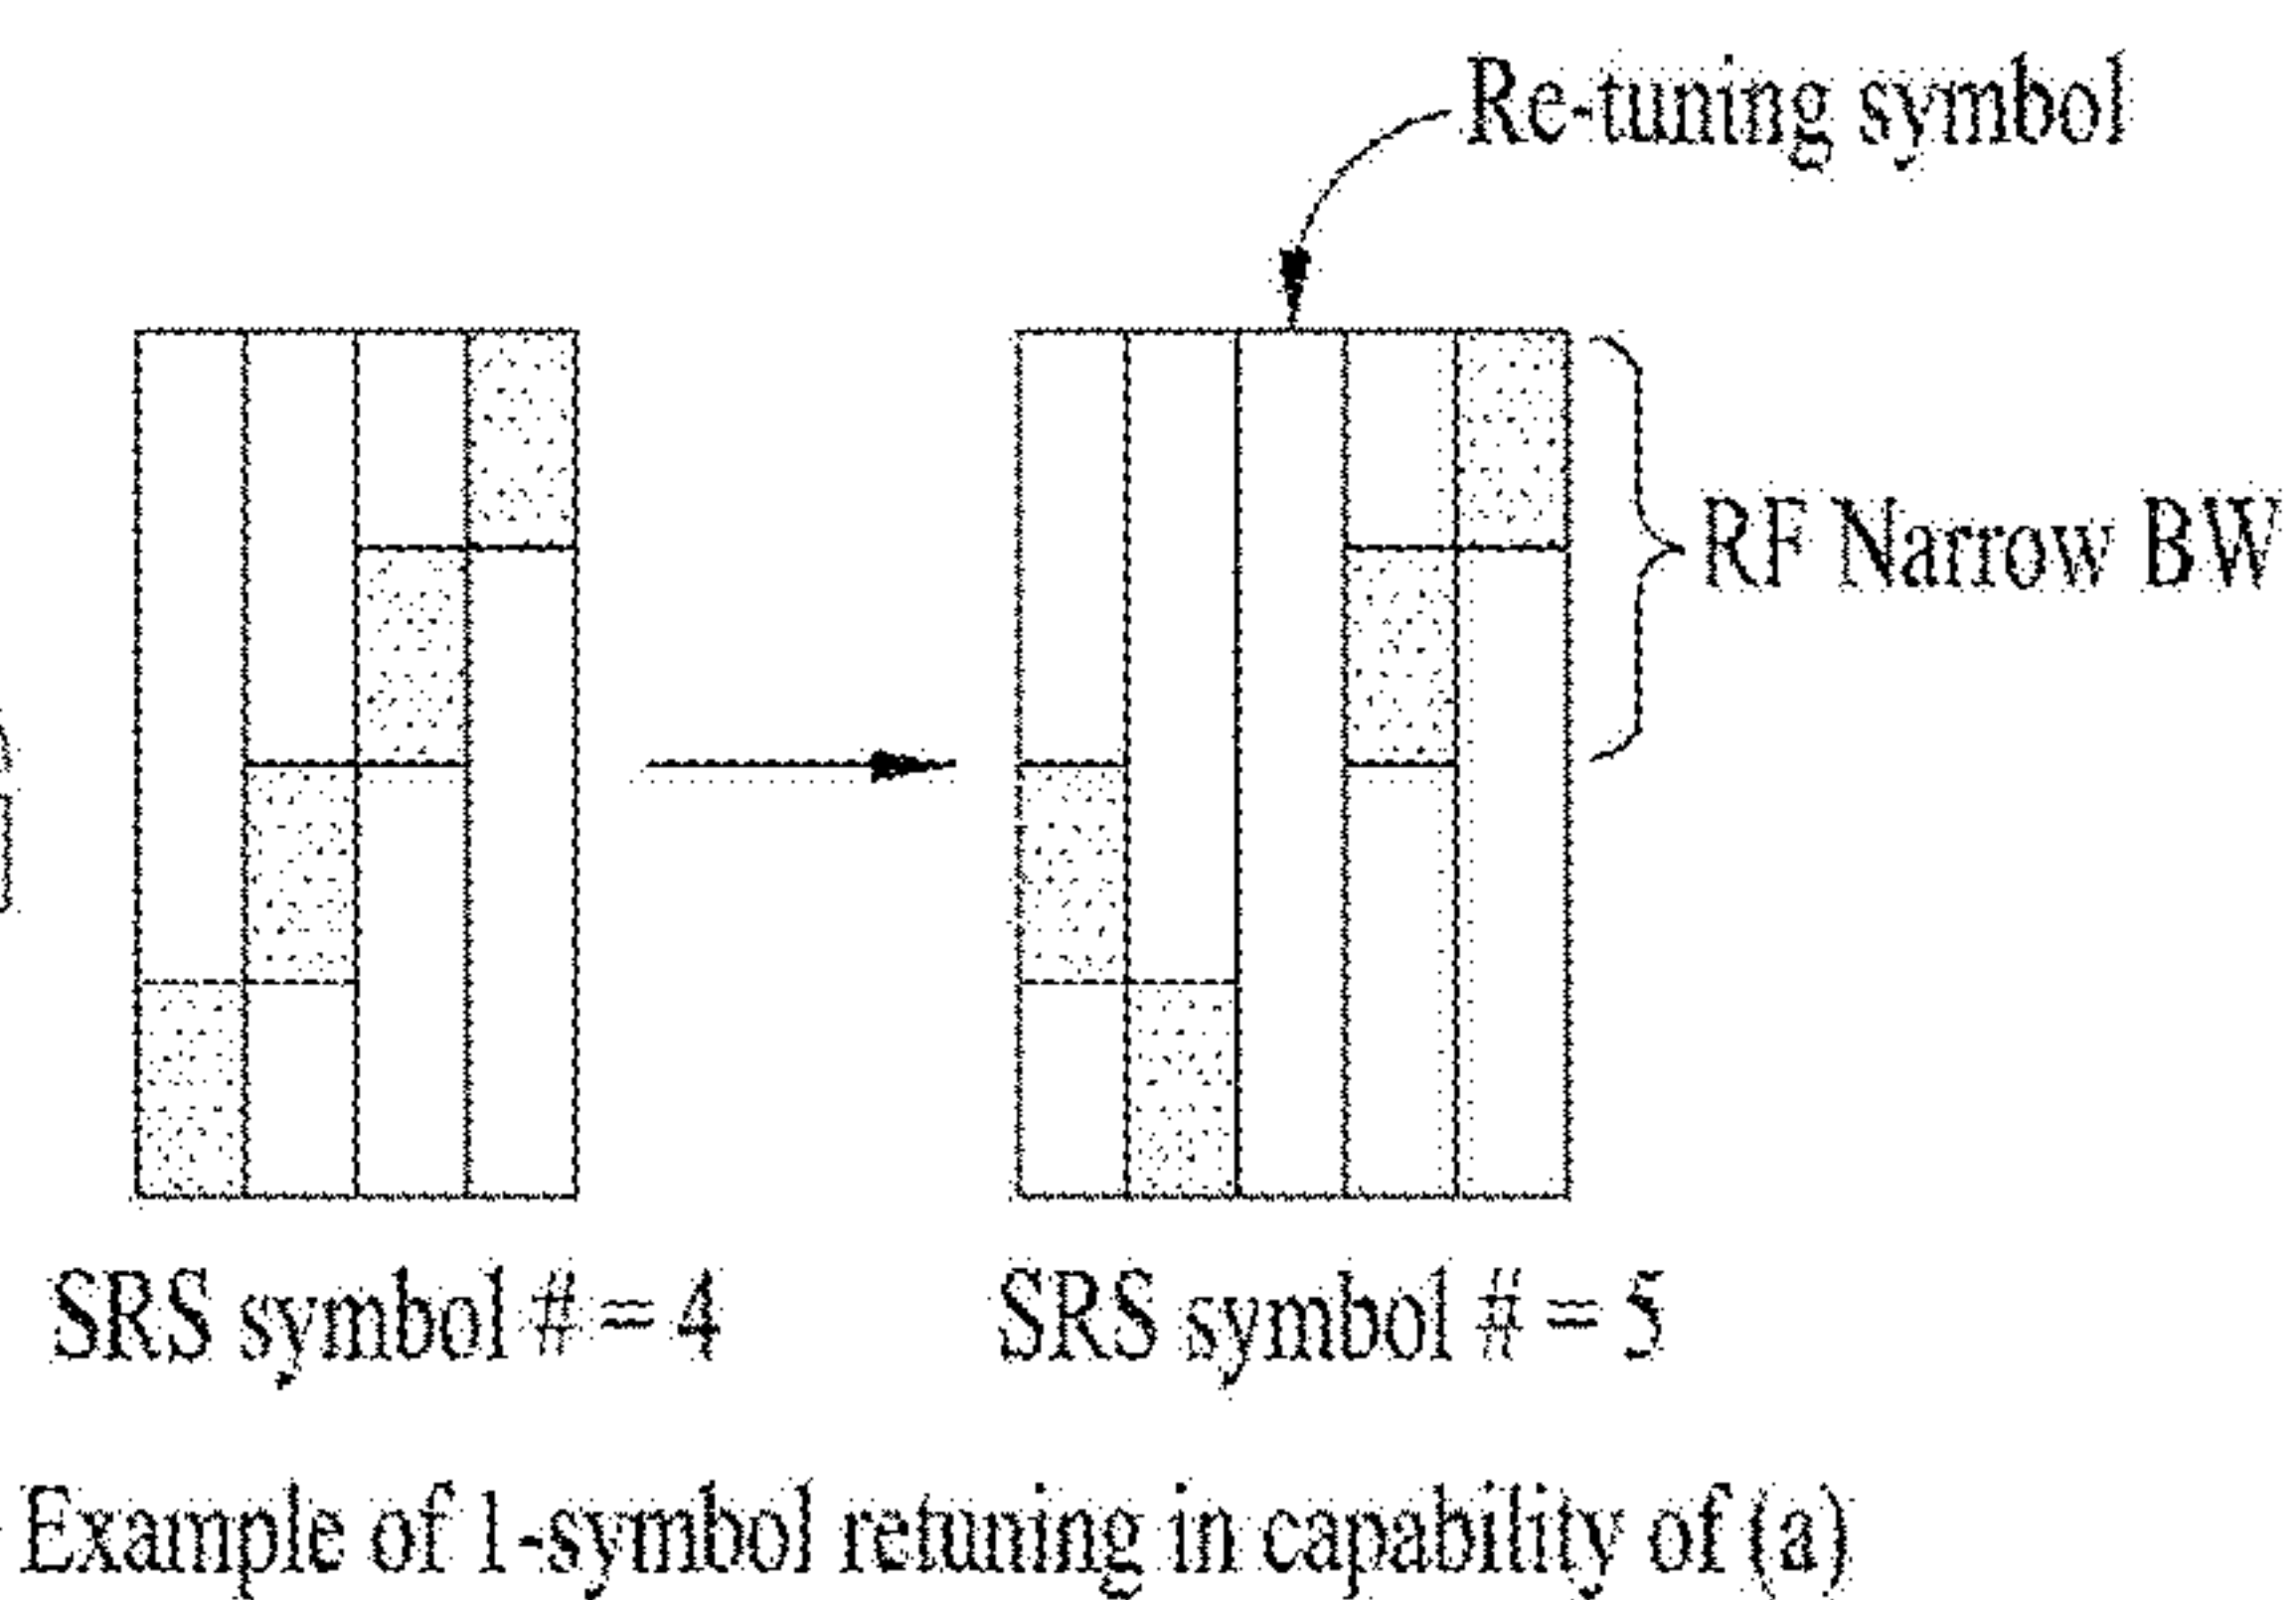 Re-tuning symbol
RF Narrow BW
SRS symbol # = 4
SRS symbol # = 5
Example of 1-symbol retuning in capability of (a)